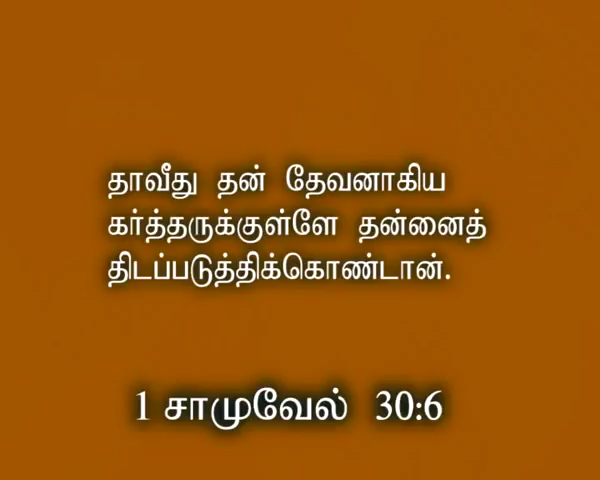 தாவீது தன் தேவனாகிய
கர்த்தருக்குள்ளே தன்னைத்
திடப்படுத்திக்கொண்டான்.
1 சாமுவேல் 30:6